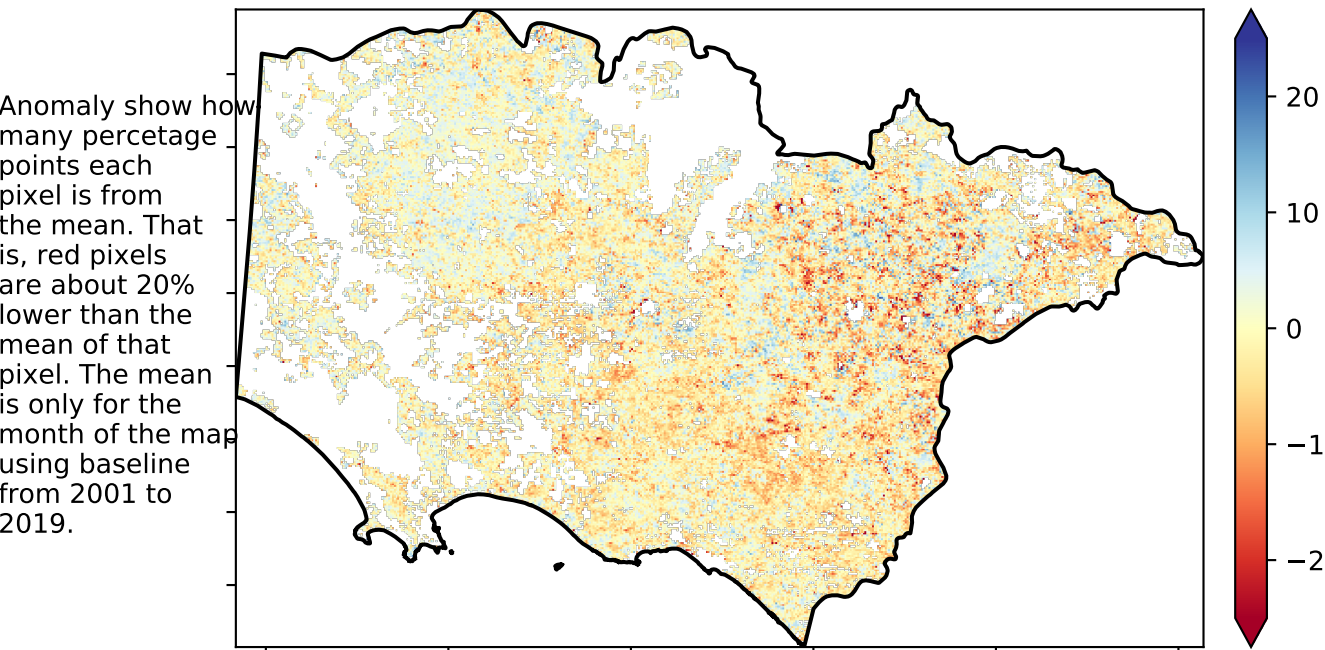 Anomaly show how
many percetage
points each
pixel is from
the mean. That
is, red pixels
are about 20%
lower than the
mean of that
pixel. The mean
is only for the
month of the map
using baseline
from 2001 to
2019.
20
10
0
−1
−2